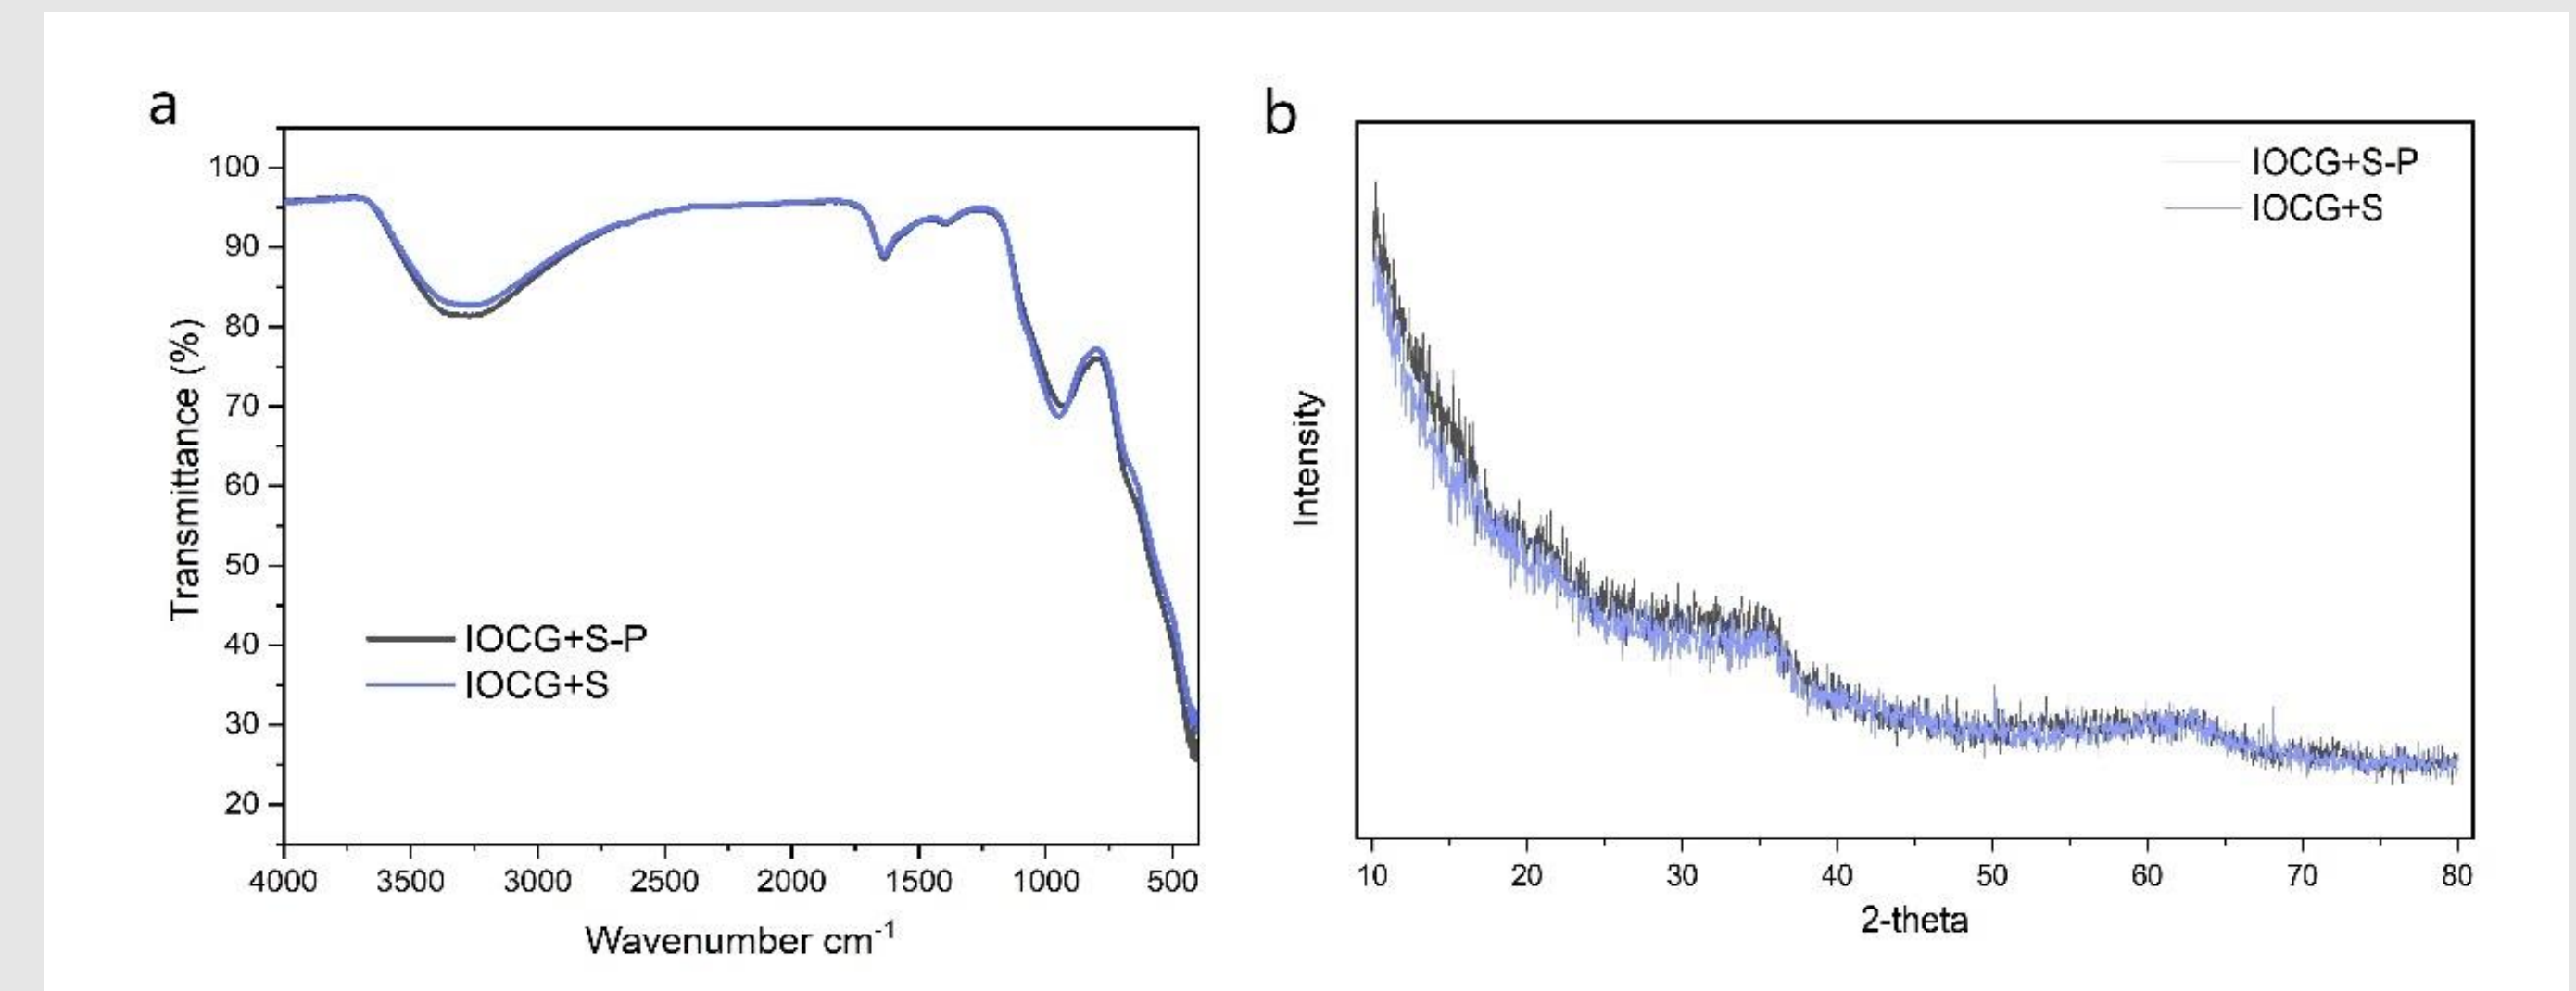 a
100
90
80
70
60
50
40
30
20
Transmittance (%)
IOCG+S-P
IOCG+S
4000 3500 3000 2500 2000 1500 1000 500
Wavenumber cm⁻¹
b
IOCG+S-P
IOCG+S
Intensity
10 20 30 40 50 60 70 80
2-theta